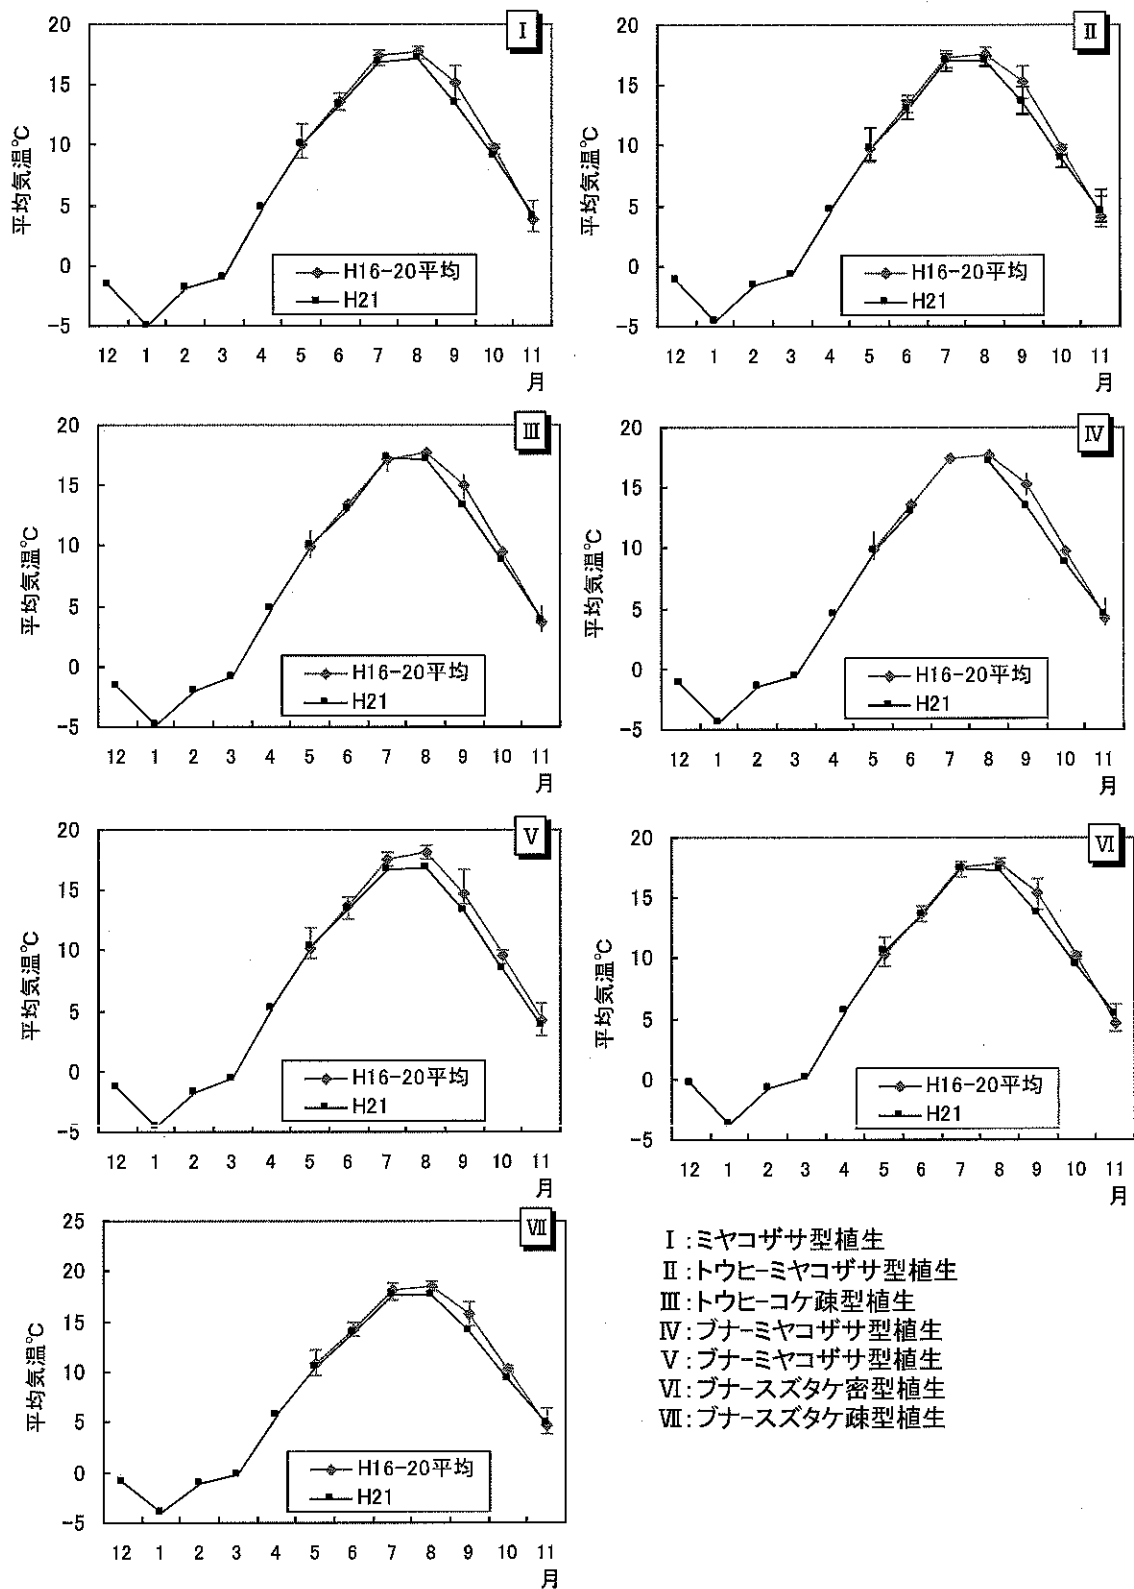 I
20
15
10
5
0
-5
平均気温℃
H16-20平均
H21
12 1 2 3 4 5 6 7 8 9 10 11
月
II
20
15
10
5
0
-5
平均気温℃
H16-20平均
H21
12 1 2 3 4 5 6 7 8 9 10 11
月
III
20
15
10
5
0
-5
平均気温℃
H16-20平均
H21
12 1 2 3 4 5 6 7 8 9 10 11
月
IV
20
15
10
5
0
-5
平均気温℃
H16-20平均
H21
12 1 2 3 4 5 6 7 8 9 10 11
月
V
20
15
10
5
0
-5
平均気温℃
H16-20平均
H21
12 1 2 3 4 5 6 7 8 9 10 11
月
VI
20
15
10
5
0
-5
平均気温℃
H16-20平均
H21
12 1 2 3 4 5 6 7 8 9 10 11
月
VII
25
20
15
10
5
0
-5
平均気温℃
H16-20平均
H21
12 1 2 3 4 5 6 7 8 9 10 11
月
I：ミヤコザサ型植生
II：トウヒ−ミヤコザサ型植生
III：トウヒ−コケ疎型植生
IV：ブナ−ミヤコザサ型植生
V：ブナ−ミヤコザサ型植生
VI：ブナ−スズタケ密型植生
VII：ブナ−スズタケ疎型植生